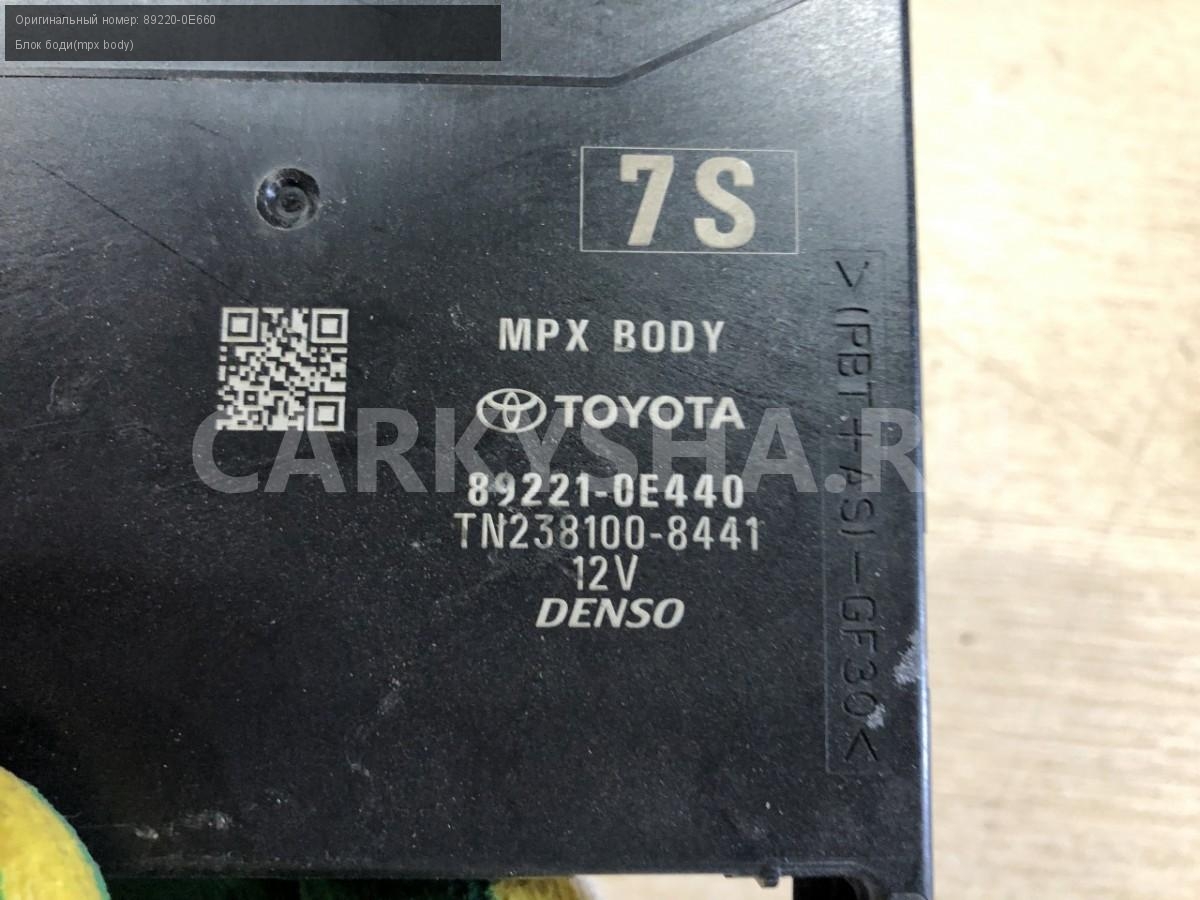 Оригинальный номер: 89220-0E660
Блок боди(mpx body)
7S
MPX BODY
TOYOTA
CARKYSHA.R
89221-0E440
TN238100-8441
12V
DENSO
>(PBT+ASI-GF30<